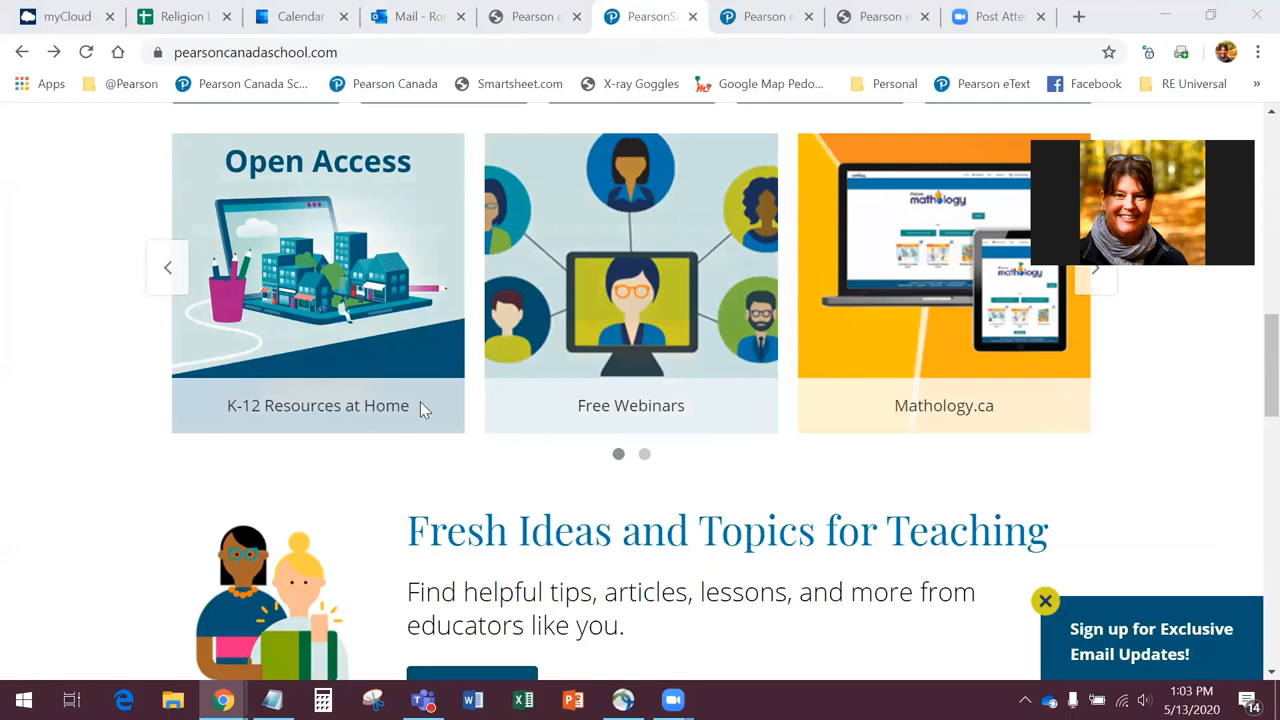 myCloud
Religion L
Calendar
Mail - Ro
Pearson e
PearsonS
Pearson e
Pearson e
Post Atte
pearsoncanadaschool.com
Apps
@Pearson
Pearson Canada Sc...
Pearson Canada
Smartsheet.com
X-ray Goggles
Google Map Pedo...
Personal
Pearson eText
Facebook
RE Universal
»
Open Access
mathology
mathology
K-12 Resources at Home
Free Webinars
Mathology.ca
Fresh Ideas and Topics for Teaching
Find helpful tips, articles, lessons, and more from
educators like you.
Sign up for Exclusive
Email Updates!
1:03 PM
5/13/2020
14